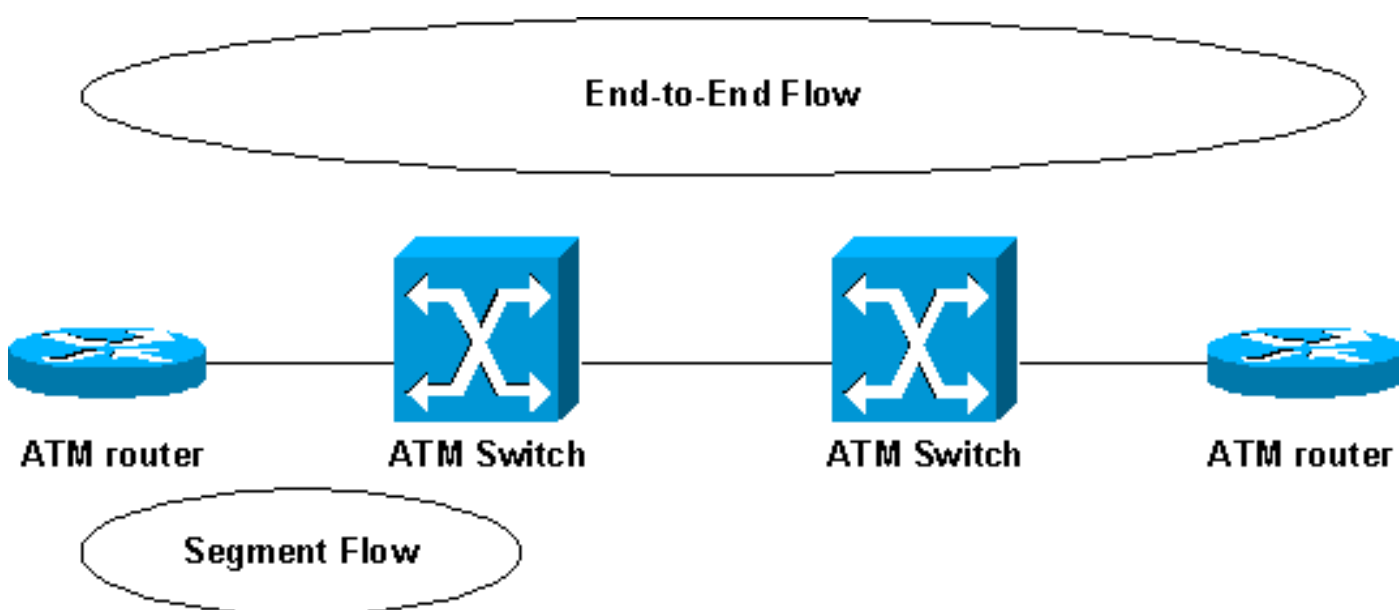 End-to-End Flow
ATM router
ATM Switch
ATM Switch
ATM router
Segment Flow